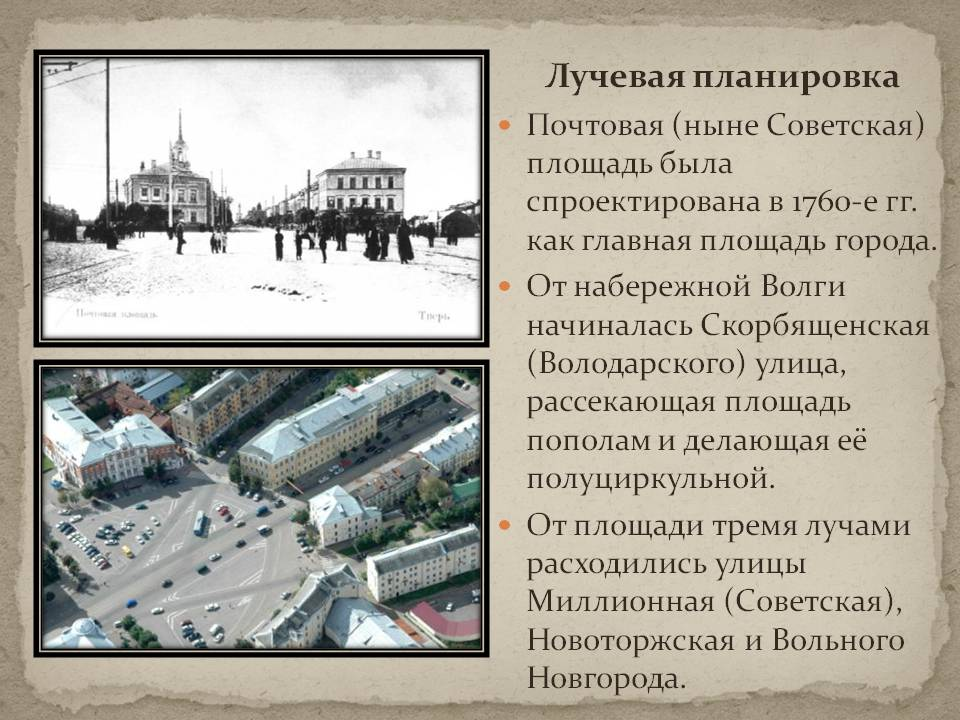 Лучевая планировка
Почтовая (ныне Советская)
площадь была
спроектирована в 1760-е гг.
как главная площадь города.
От набережной Волги
начиналась Скорбященская
(Володарского) улица,
рассекающая площадь
пополам и делающая её
полуциркульной.
От площади тремя лучами
расходились улицы
Миллионная (Советская),
Новоторжская и Вольного
Новгорода.
Почтовая площадь
Тверь